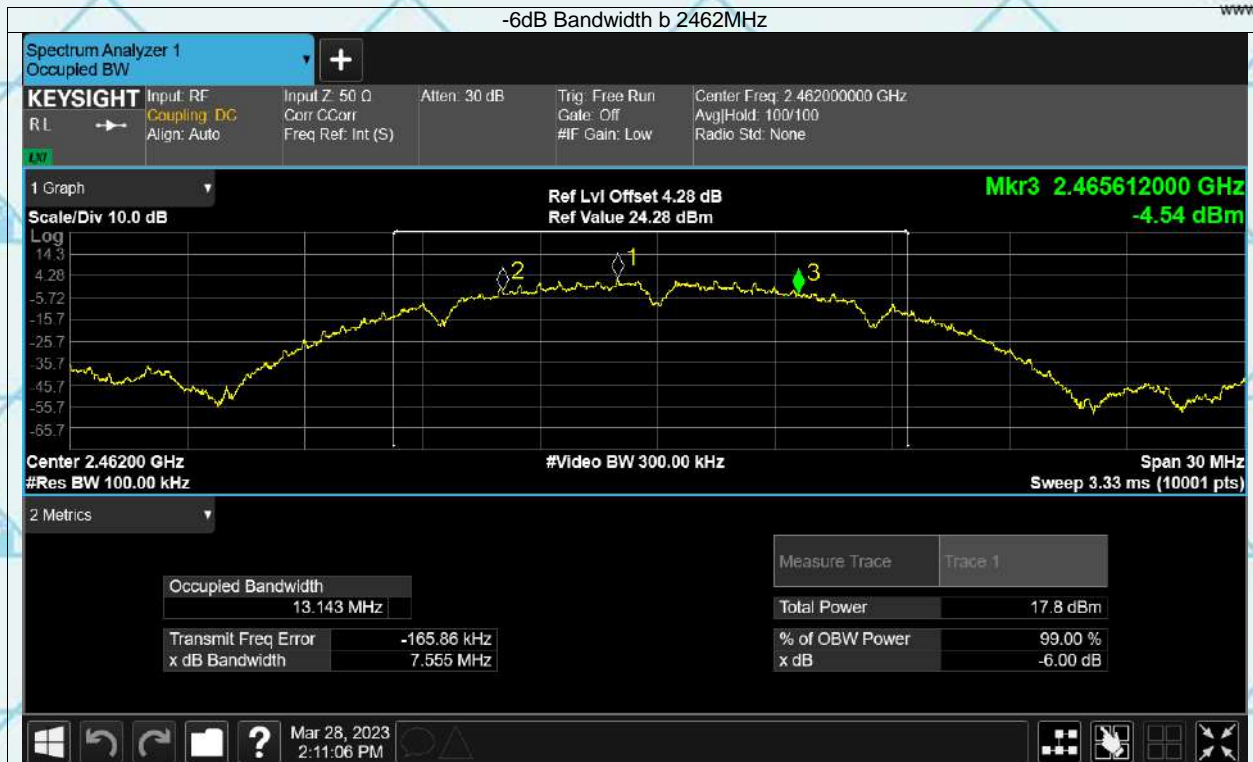 www
-6dB Bandwidth b 2462MHz
Spectrum Analyzer 1
Occupied BW
+
KEYSIGHT
Input: RF
Input Z: 50 Ω
Atten: 30 dB
Trig: Free Run
Center Freq: 2.462000000 GHz
RL
Coupling: DC
Corr CCorr
Gate: Off
Avg|Hold: 100/100
Align: Auto
Freq Ref: Int (S)
#IF Gain: Low
Radio Std: None
LXI
1 Graph
Ref Lvl Offset 4.28 dB
Mkr3 2.465612000 GHz
Scale/Div 10.0 dB
Ref Value 24.28 dBm
-4.54 dBm
Log
14.3
4.28
-5.72
-15.7
-25.7
-35.7
-45.7
-55.7
-65.7
2
1
3
Center 2.46200 GHz
#Video BW 300.00 kHz
Span 30 MHz
#Res BW 100.00 kHz
Sweep 3.33 ms (10001 pts)
2 Metrics
Measure Trace
Trace 1
Occupied Bandwidth
13.143 MHz
Total Power
17.8 dBm
Transmit Freq Error
-165.86 kHz
% of OBW Power
99.00 %
x dB Bandwidth
7.555 MHz
x dB
-6.00 dB
?
Mar 28, 2023
2:11:06 PM